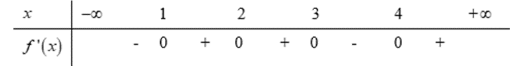 x −∞ 1 2 3 4 +∞
f'(x) - 0 + 0 + 0 - 0 +